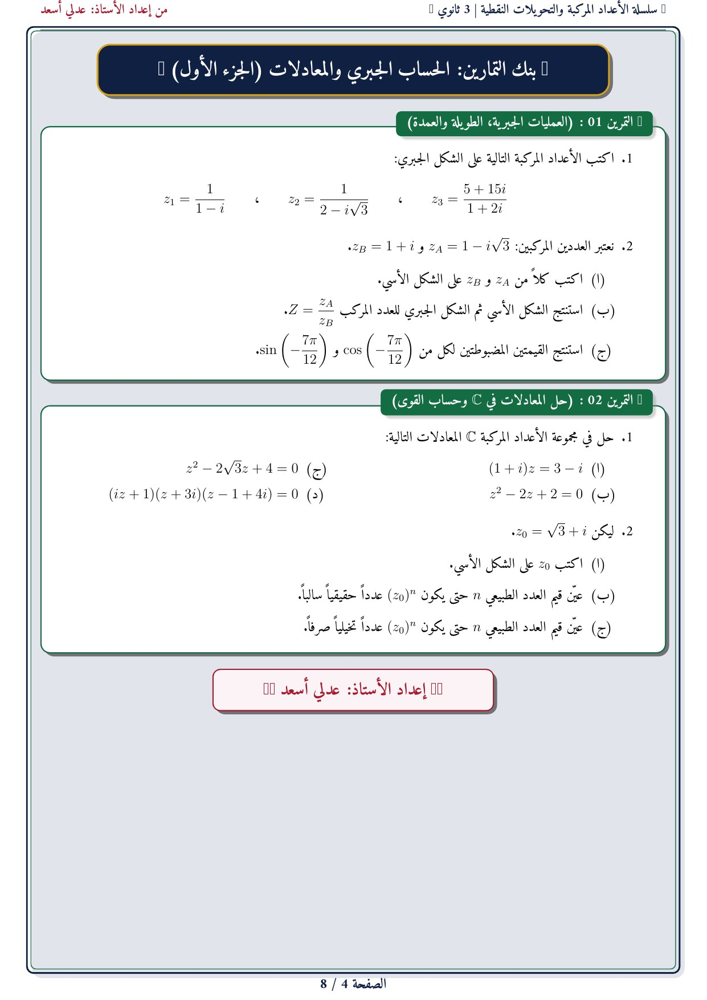 سلسلة الأعداد المركبة والتحويلات النقطية | 3 ثانوي
من إعداد الأستاذ: عدلي أسعد
بنك التمارين: الحساب الجبري والمعادلات (الجزء الأول)
التمرين 01 : (العمليات الجبرية، الطويلة والعمدة)
1. اكتب الأعداد المركبة التالية على الشكل الجبري:
$z_1 = \frac{1}{1-i}$ ، $z_2 = \frac{1}{2-i\sqrt{3}}$ ، $z_3 = \frac{5+15i}{1+2i}$
2. نعتبر العددين المركبين: $z_A = 1 - i\sqrt{3}$ و $z_B = 1 + i$.
(ا) اكتب كلاً من $z_A$ و $z_B$ على الشكل الأسي.
(ب) استنتج الشكل الأسي ثم الشكل الجبري للعدد المركب $Z = \frac{z_A}{z_B}$.
(ج) استنتج القيمتين المضبوطتين لكل من $\cos\left(-\frac{7\pi}{12}\right)$ و $\sin\left(-\frac{7\pi}{12}\right)$.
التمرين 02 : (حل المعادلات في ℂ وحساب القوى)
1. حل في مجموعة الأعداد المركبة ℂ المعادلات التالية:
(ا) $(1+i)z = 3 - i$
(ب) $z^2 - 2z + 2 = 0$
(ج) $z^2 - 2\sqrt{3}z + 4 = 0$
(د) $(iz+1)(z+3i)(z-1+4i) = 0$
2. ليكن $z_0 = \sqrt{3} + i$.
(ا) اكتب $z_0$ على الشكل الأسي.
(ب) عيّن قيم العدد الطبيعي $n$ حتى يكون $(z_0)^n$ عدداً حقيقياً سالباً.
(ج) عيّن قيم العدد الطبيعي $n$ حتى يكون $(z_0)^n$ عدداً تخيلياً صرفاً.
إعداد الأستاذ: عدلي أسعد
الصفحة 4 / 8